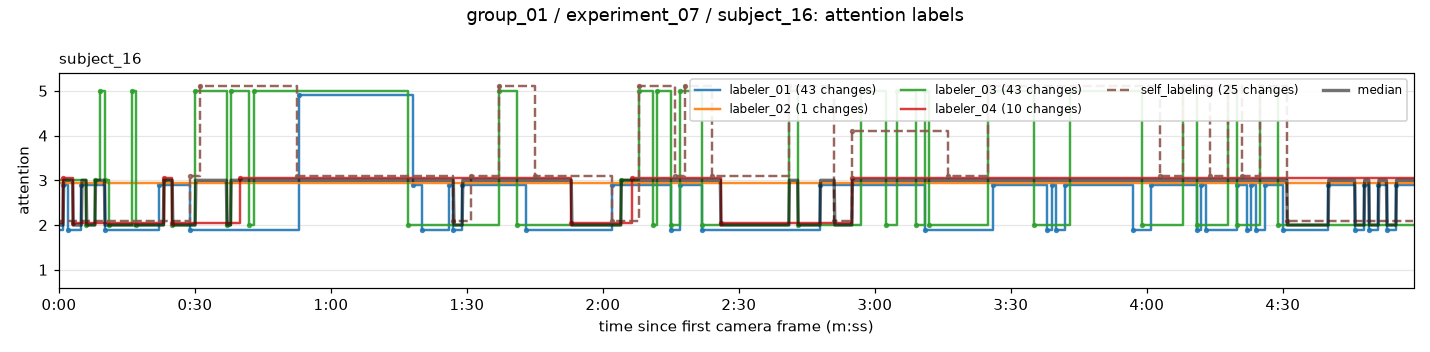 group_01 / experiment_07 / subject_16: attention labels
subject_16
labeler_01 (43 changes)
labeler_02 (1 changes)
labeler_03 (43 changes)
labeler_04 (10 changes)
self_labeling (25 changes)
median
5
4
3
2
1
attention
0:00 0:30 1:00 1:30 2:00 2:30 3:00 3:30 4:00 4:30
time since first camera frame (m:ss)